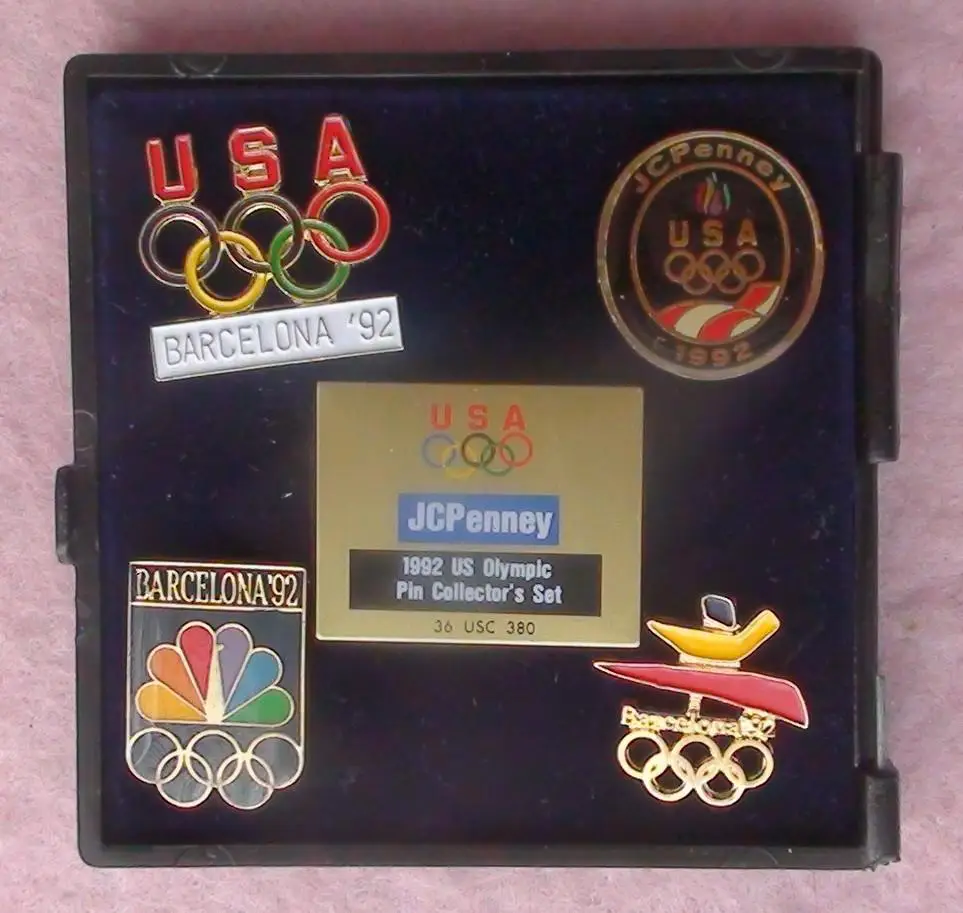 USA
BARCELONA '92
JCPenney
USA
1992
USA
JCPenney
1992 US Olympic
Pin Collector's Set
36 USC 380
BARCELONA'92
Barcelona'92